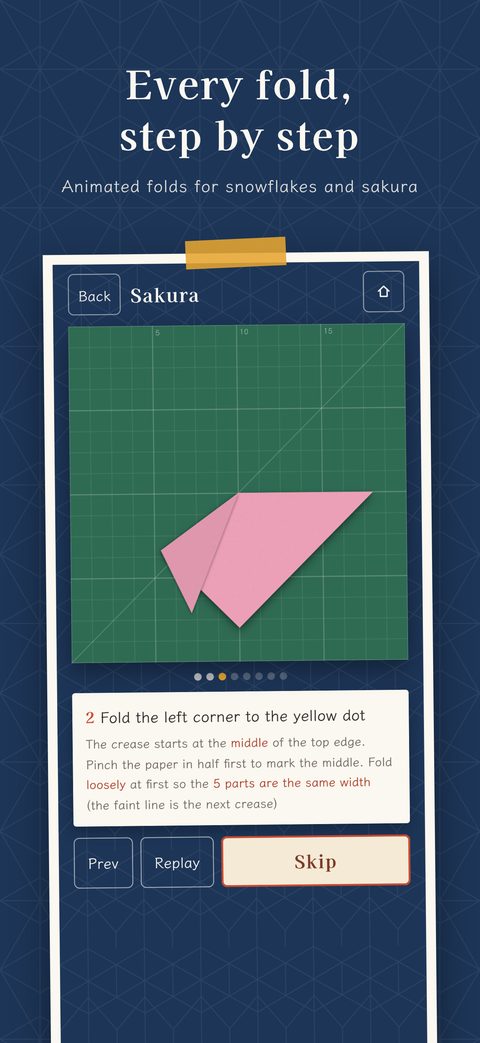 Every fold,
step by step
Animated folds for snowflakes and sakura
Back
Sakura
5
10
15
2 Fold the left corner to the yellow dot
The crease starts at the middle of the top edge.
Pinch the paper in half first to mark the middle. Fold
loosely at first so the 5 parts are the same width
(the faint line is the next crease)
Prev
Replay
Skip